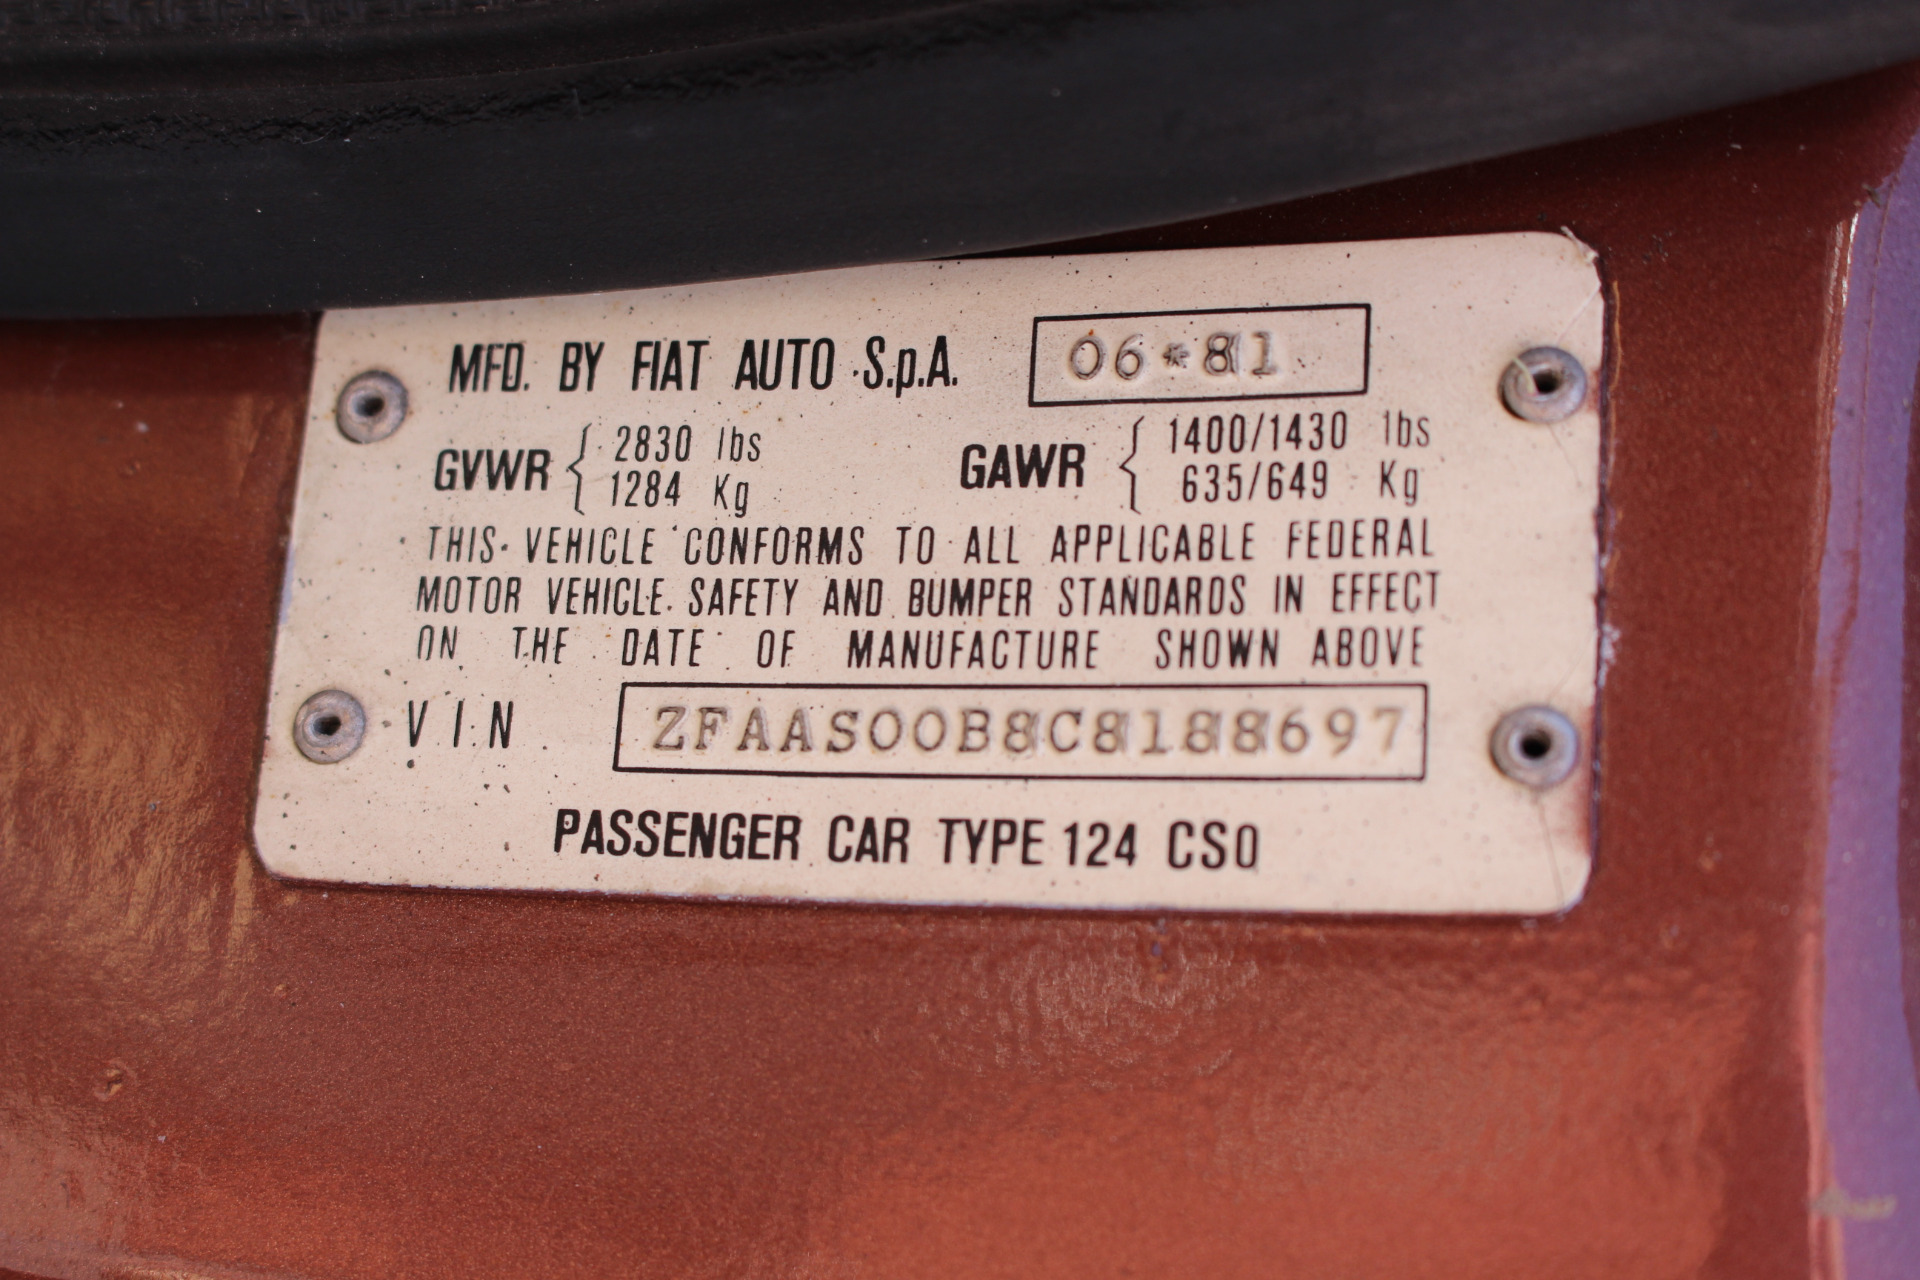 MFD. BY FIAT AUTO S.p.A. 06*81
GVWR { 2830 lbs GAWR { 1400/1430 lbs
1284 Kg 635/649 Kg
THIS VEHICLE CONFORMS TO ALL APPLICABLE FEDERAL
MOTOR VEHICLE SAFETY AND BUMPER STANDARDS IN EFFECT
ON THE DATE OF MANUFACTURE SHOWN ABOVE
VIN ZFAAS00B8C8188697
PASSENGER CAR TYPE 124 CS0